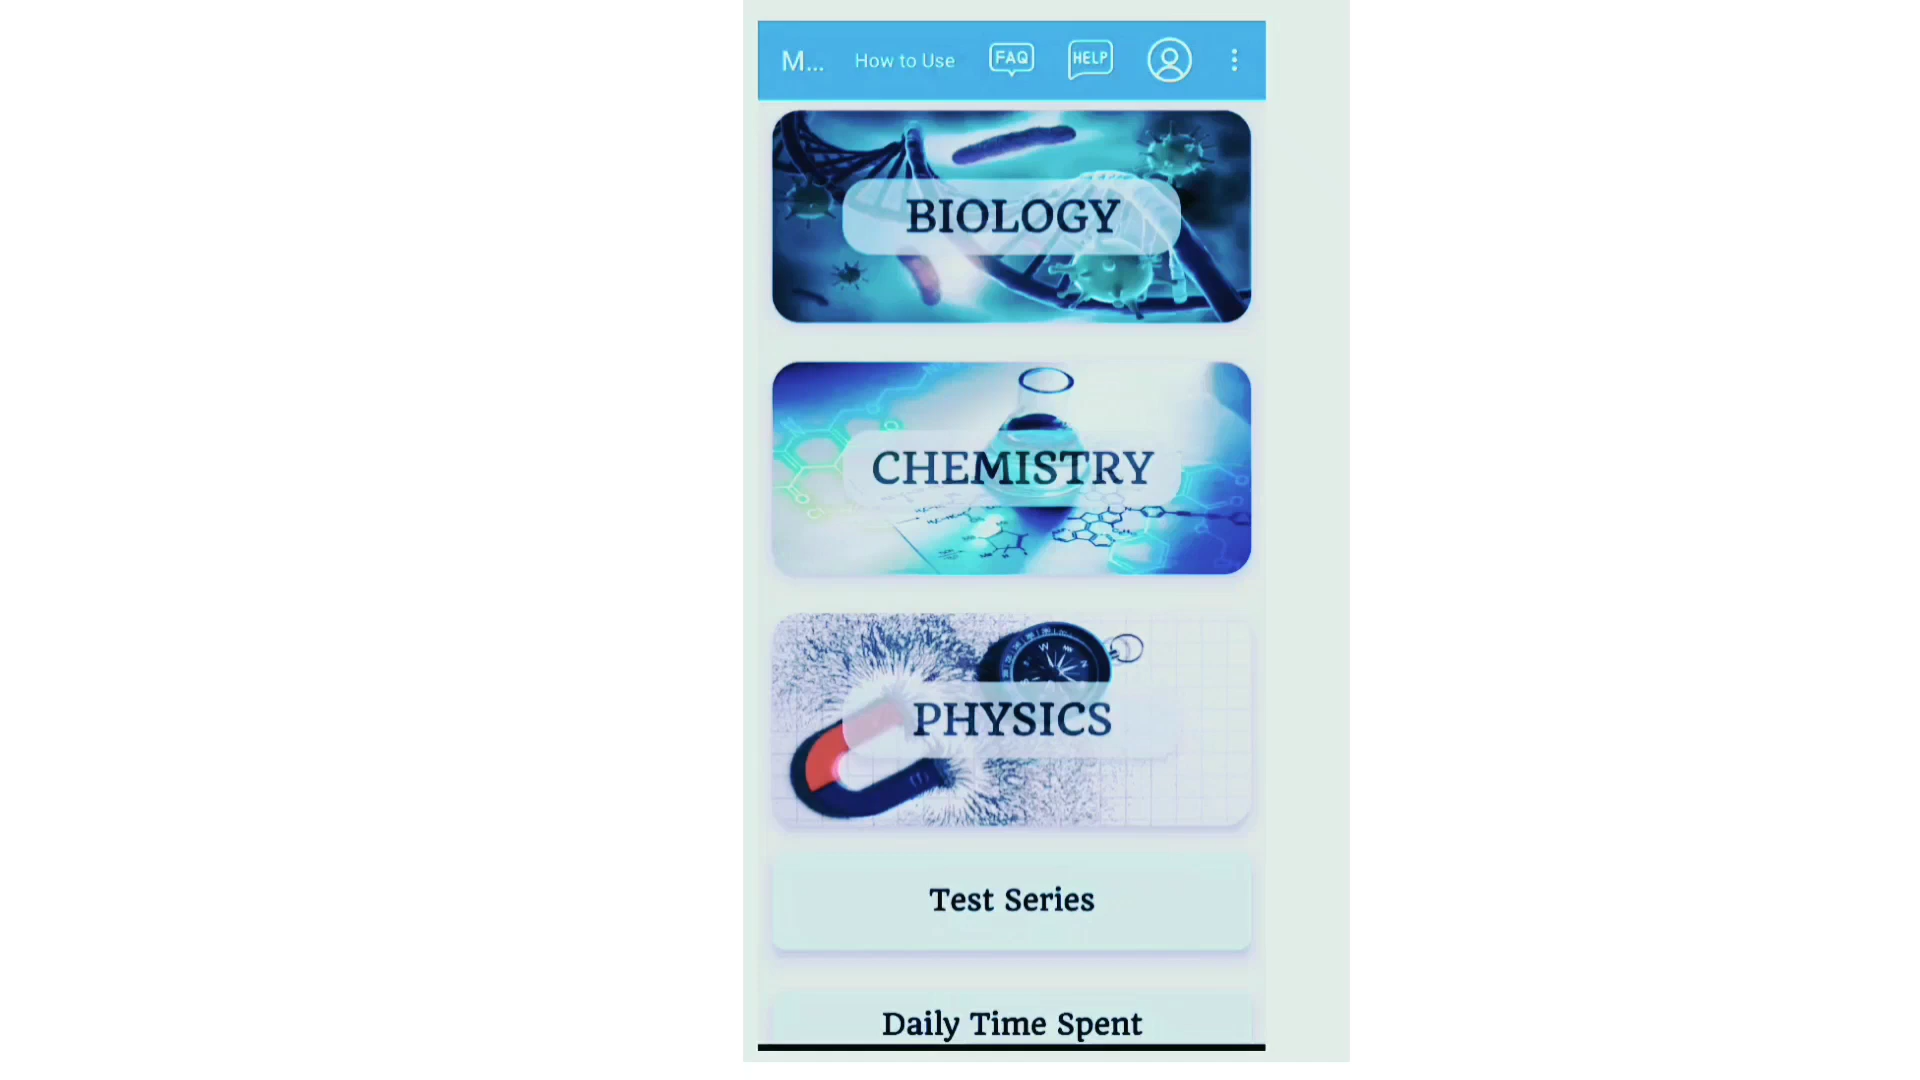 M... How to Use FAQ HELP
BIOLOGY
CHEMISTRY
PHYSICS
Test Series
Daily Time Spent